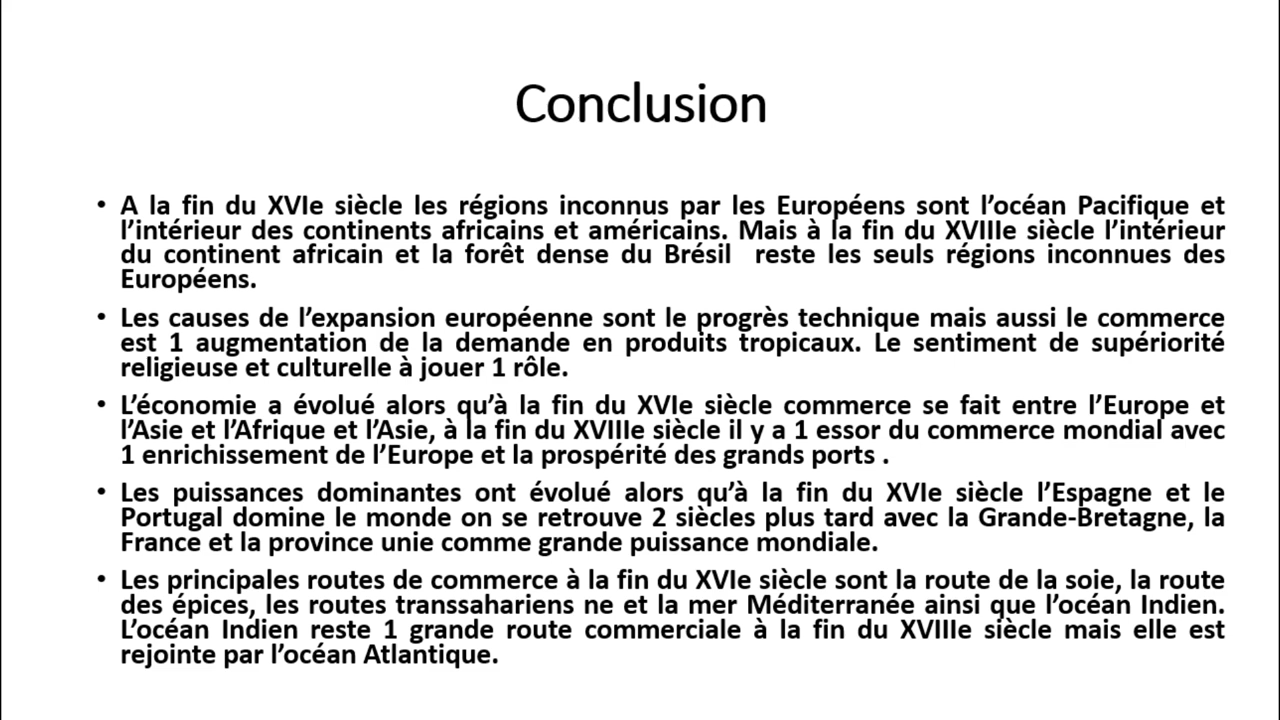 Conclusion
• A la fin du XVIe siècle les régions inconnus par les Européens sont l’océan Pacifique et
l’intérieur des continents africains et américains. Mais à la fin du XVIIIe siècle l’intérieur
du continent africain et la forêt dense du Brésil  reste les seuls régions inconnues des
Européens.
• Les causes de l’expansion européenne sont le progrès technique mais aussi le commerce
est 1 augmentation de la demande en produits tropicaux. Le sentiment de supériorité
religieuse et culturelle à jouer 1 rôle.
• L’économie a évolué alors qu’à la fin du XVIe siècle commerce se fait entre l’Europe et
l’Asie et l’Afrique et l’Asie, à la fin du XVIIIe siècle il y a 1 essor du commerce mondial avec
1 enrichissement de l’Europe et la prospérité des grands ports .
• Les puissances dominantes ont évolué alors qu’à la fin du XVIe siècle l’Espagne et le
Portugal domine le monde on se retrouve 2 siècles plus tard avec la Grande-Bretagne, la
France et la province unie comme grande puissance mondiale.
• Les principales routes de commerce à la fin du XVIe siècle sont la route de la soie, la route
des épices, les routes transsahariens ne et la mer Méditerranée ainsi que l’océan Indien.
L’océan Indien reste 1 grande route commerciale à la fin du XVIIIe siècle mais elle est
rejointe par l’océan Atlantique.